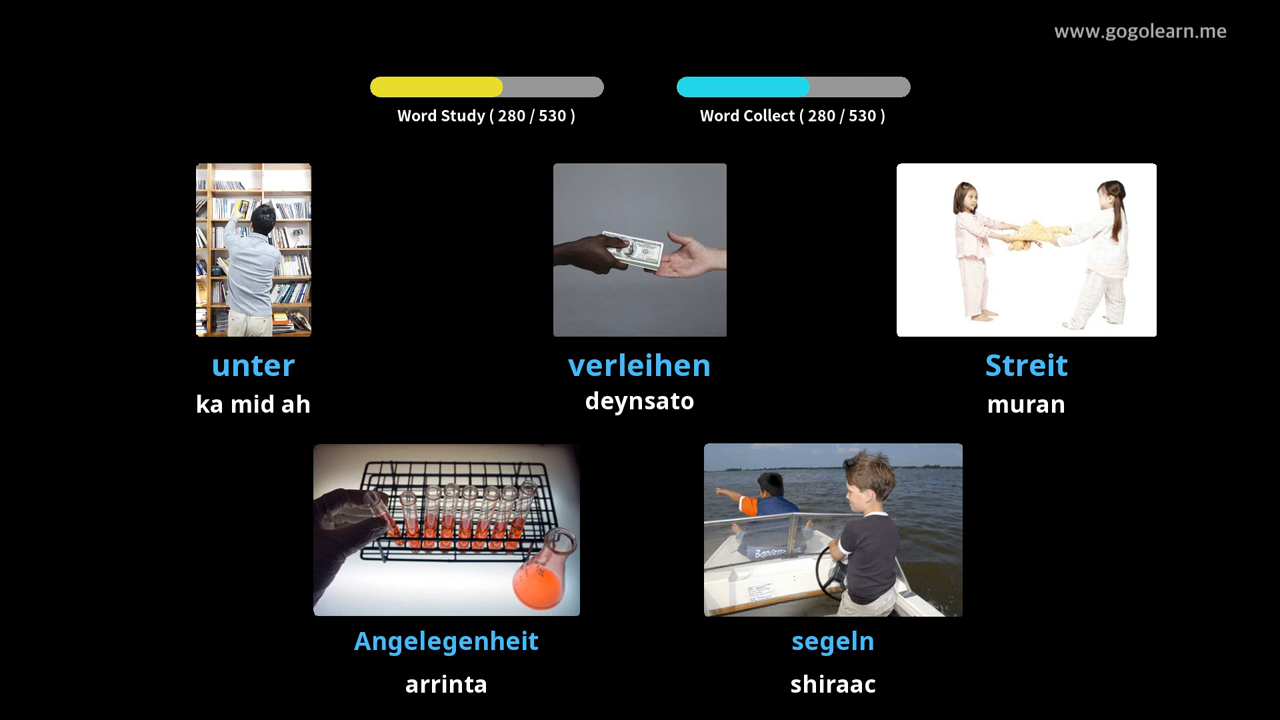 www.gogolearn.me
Word Study ( 280 / 530 )
Word Collect ( 280 / 530 )
unter
ka mid ah
verleihen
deynsato
Streit
muran
Angelegenheit
arrinta
segeln
shiraac